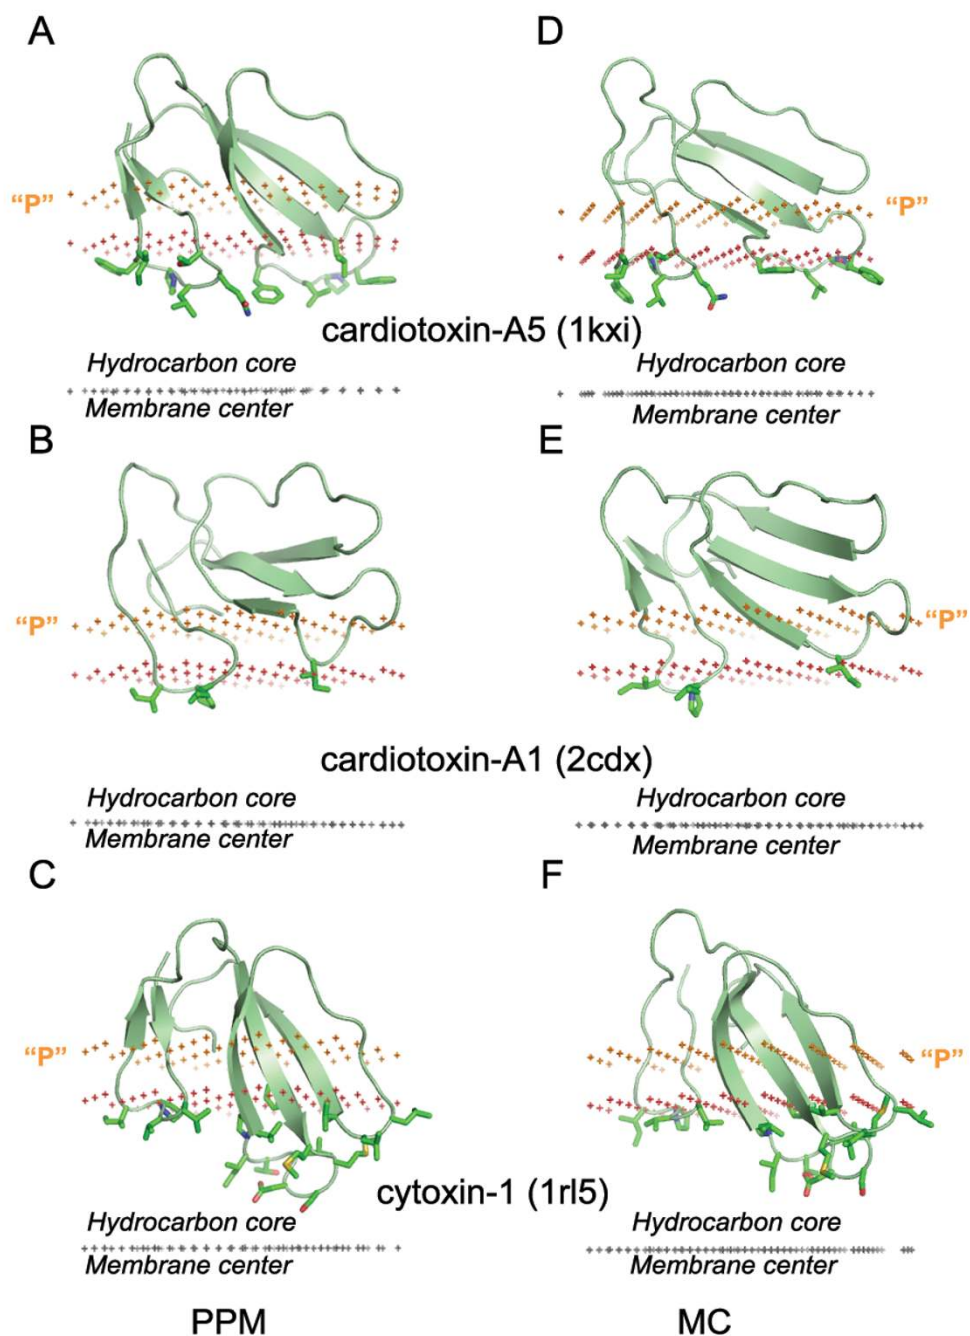 A
D
"P"
"P"
cardiotoxin-A5 (1kxi)
Hydrocarbon core
Hydrocarbon core
Membrane center
Membrane center
B
E
"P"
"P"
cardiotoxin-A1 (2cdx)
Hydrocarbon core
Hydrocarbon core
Membrane center
Membrane center
C
F
"P"
"P"
cytoxin-1 (1rl5)
Hydrocarbon core
Hydrocarbon core
Membrane center
Membrane center
PPM
MC